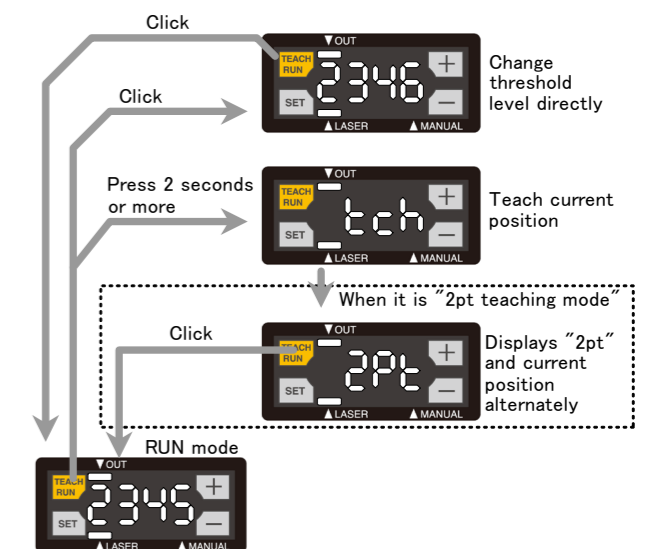 Click
▼OUT
TEACH
RUN
2346
+
SET
−
▲LASER
▲MANUAL
Change
threshold
level directly
Click
Press 2 seconds
or more
▼OUT
TEACH
RUN
tch
+
SET
−
▲LASER
▲MANUAL
Teach current
position
When it is "2pt teaching mode"
Click
▼OUT
TEACH
RUN
2Pt
+
SET
−
▲LASER
▲MANUAL
Displays "2pt"
and current
position
alternately
RUN mode
▼OUT
TEACH
RUN
2345
+
SET
−
▲LASER
▲MANUAL